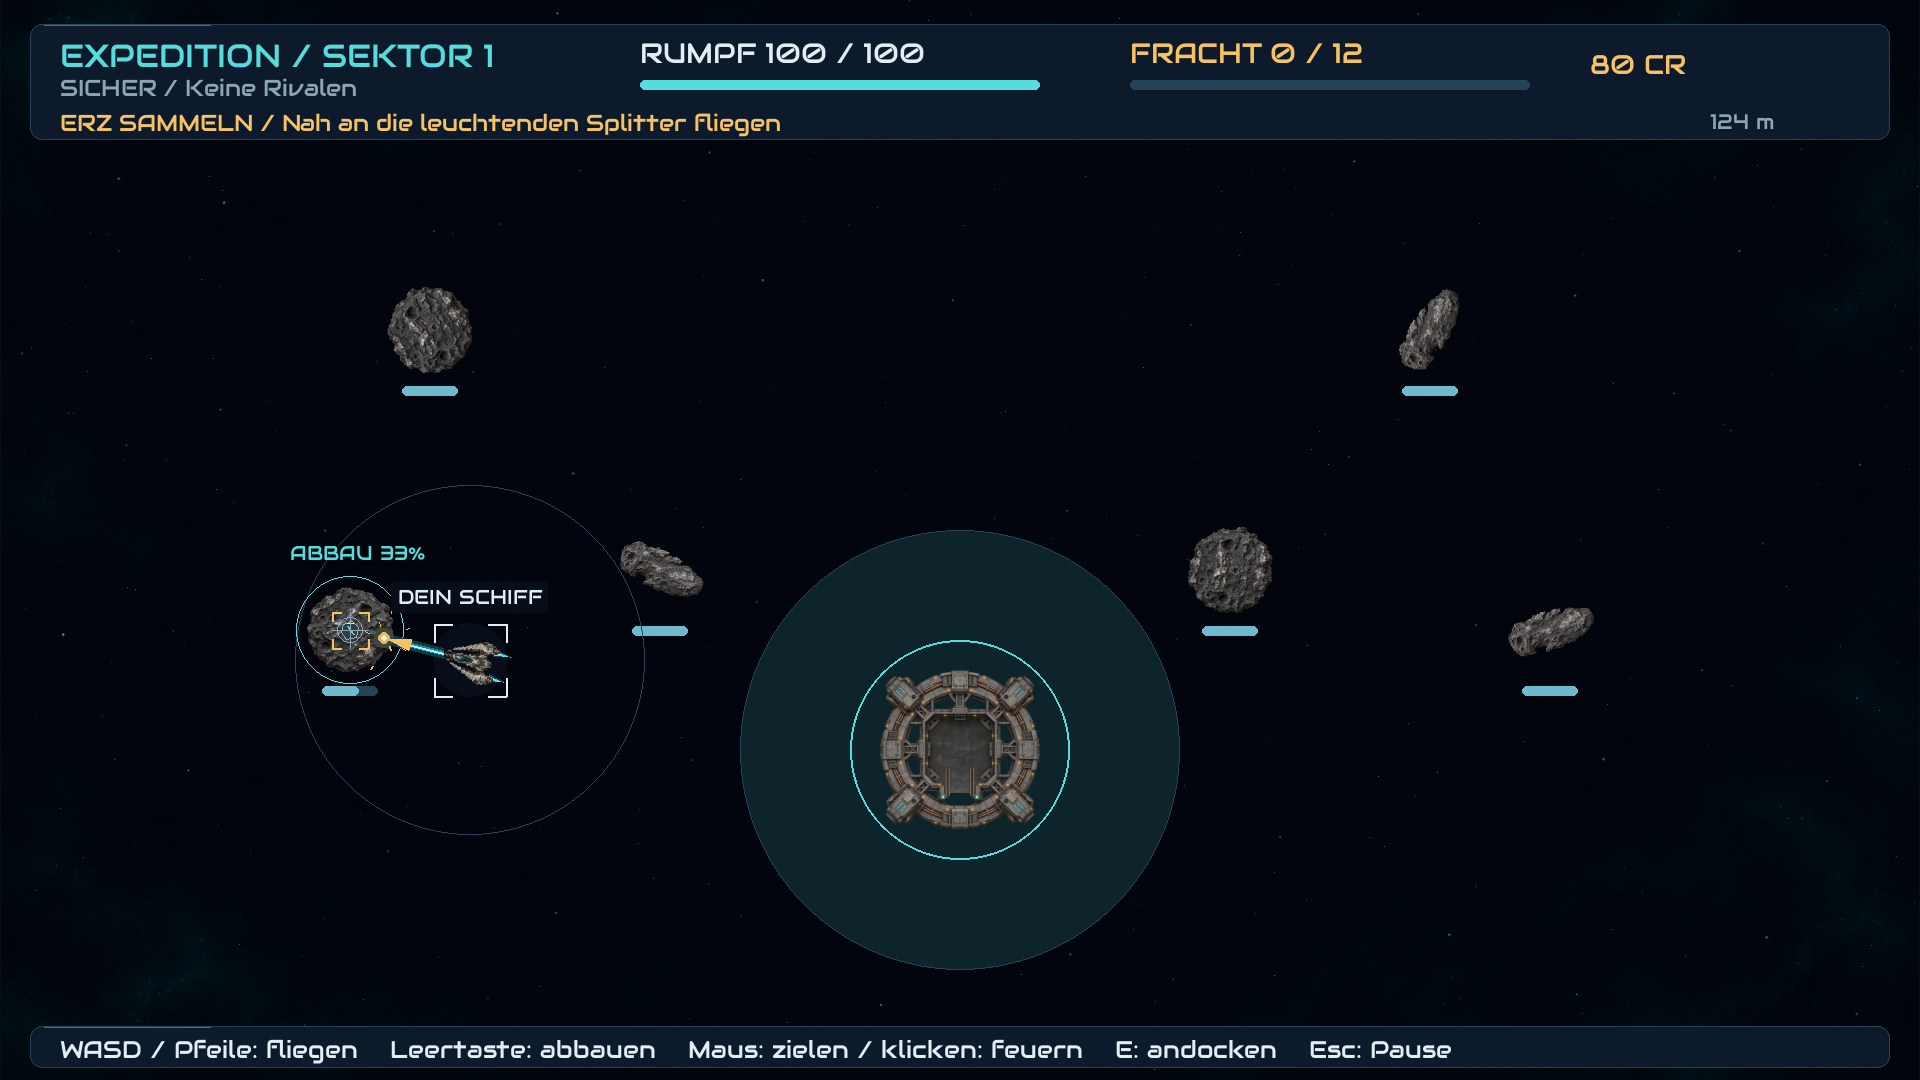 EXPEDITION / SEKTOR 1
RUMPF 100 / 100
FRACHT 0 / 12
80 CR
SICHER / Keine Rivalen
ERZ SAMMELN / Nah an die leuchtenden Splitter fliegen
124 m
ABBAU 33%
DEIN SCHIFF
WASD / Pfeile: fliegen Leertaste: abbauen Maus: zielen / klicken: feuern E: andocken Esc: Pause